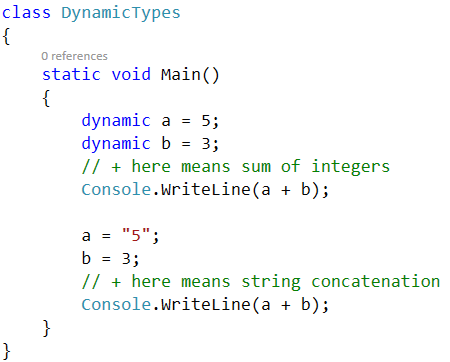 class DynamicTypes
{
0 references
static void Main()
{
dynamic a = 5;
dynamic b = 3;
// + here means sum of integers
Console.WriteLine(a + b);
a = "5";
b = 3;
// + here means string concatenation
Console.WriteLine(a + b);
}
}